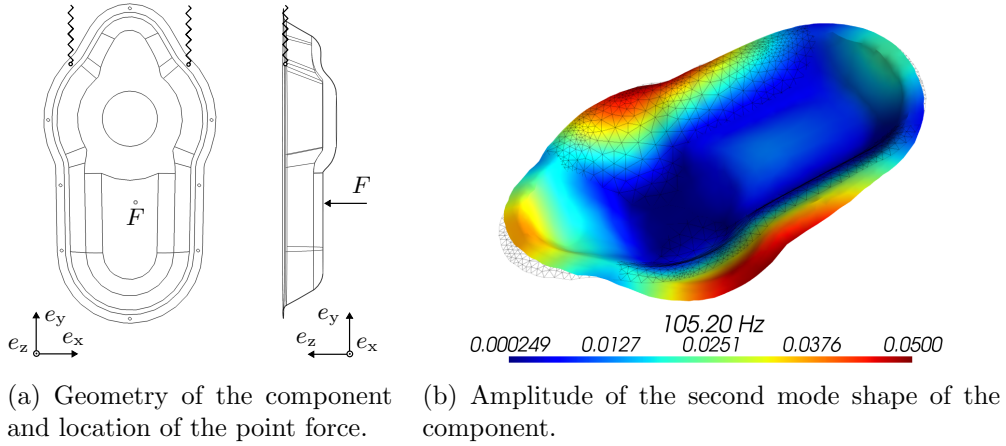 F
F
e_y
e_z
e_x
e_y
e_z
e_x
105.20 Hz
0.000249 0.0127 0.0251 0.0376 0.0500
(a) Geometry of the component
and location of the point force.
(b) Amplitude of the second mode shape of the
component.